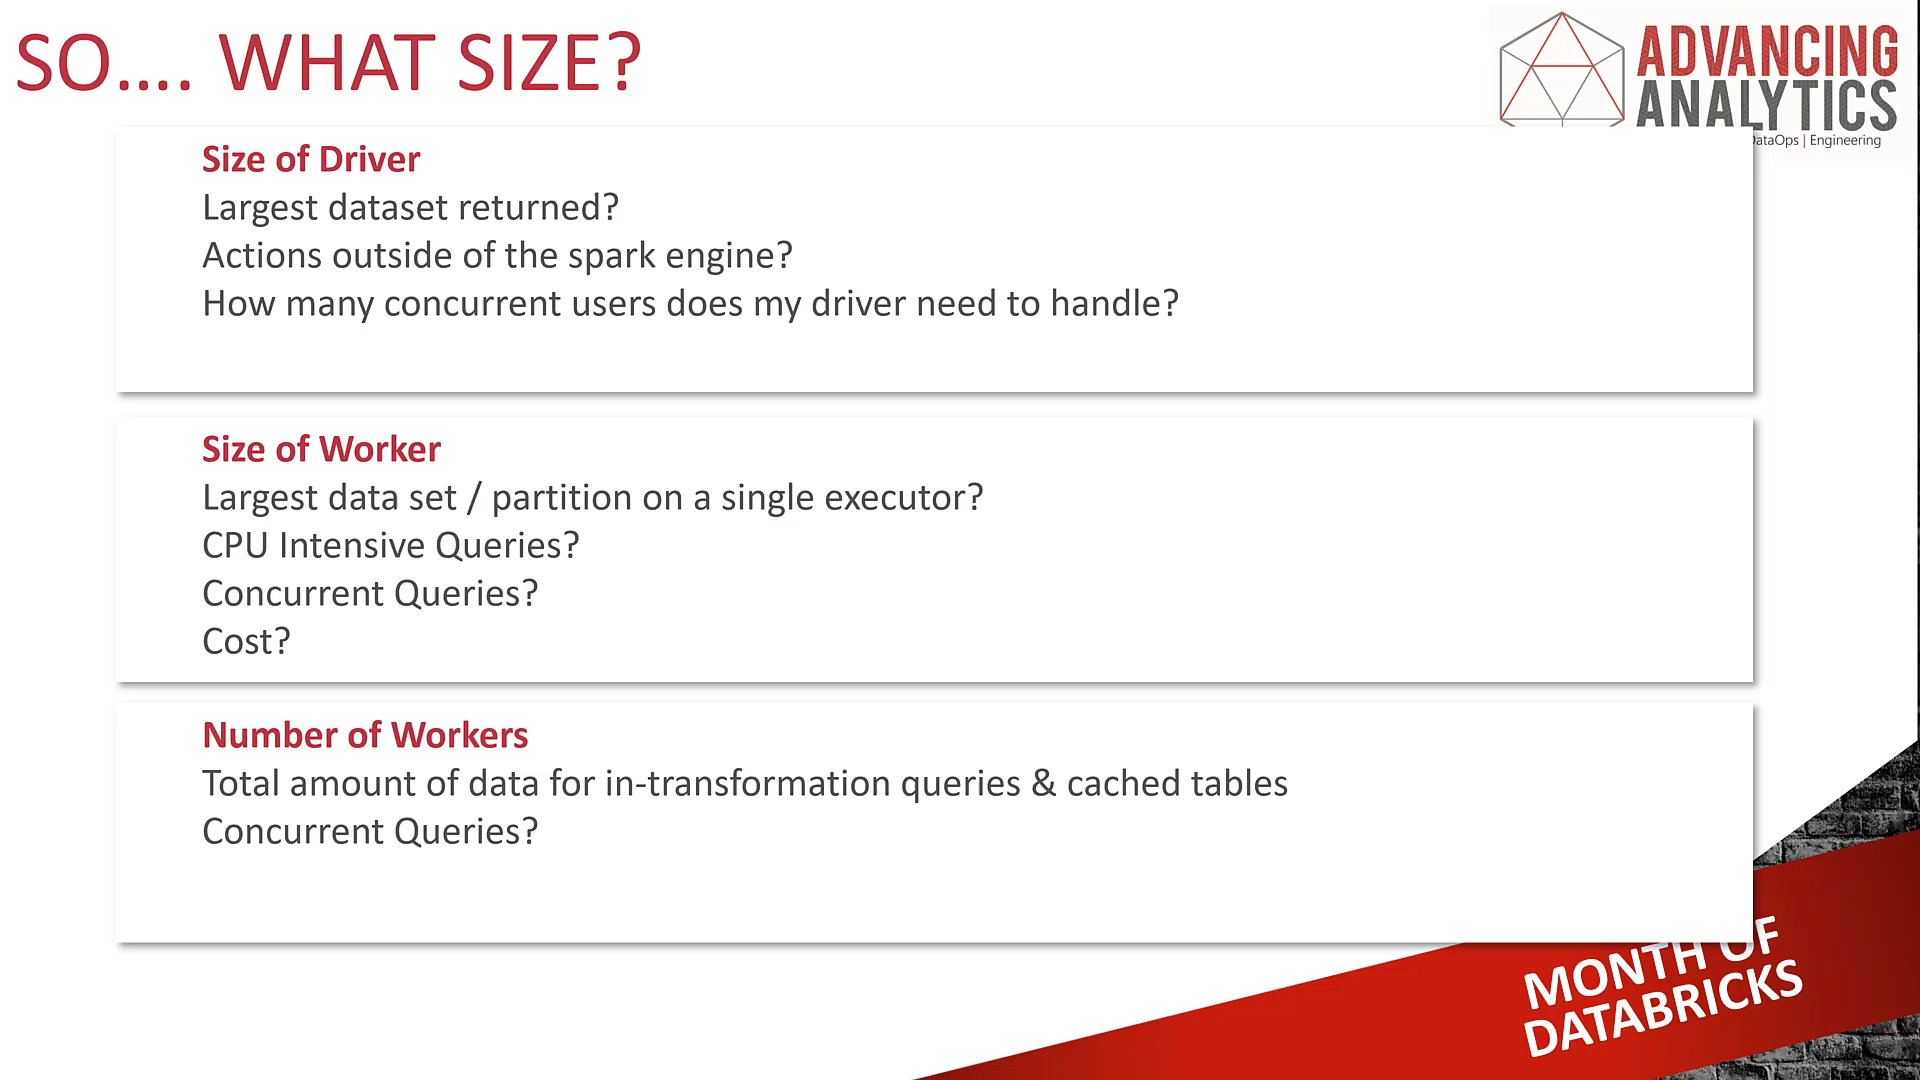 SO…. WHAT SIZE?
ADVANCING
ANALYTICS
DataOps | Engineering
Size of Driver
Largest dataset returned?
Actions outside of the spark engine?
How many concurrent users does my driver need to handle?
Size of Worker
Largest data set / partition on a single executor?
CPU Intensive Queries?
Concurrent Queries?
Cost?
Number of Workers
Total amount of data for in-transformation queries & cached tables
Concurrent Queries?
MONTH OF
DATABRICKS